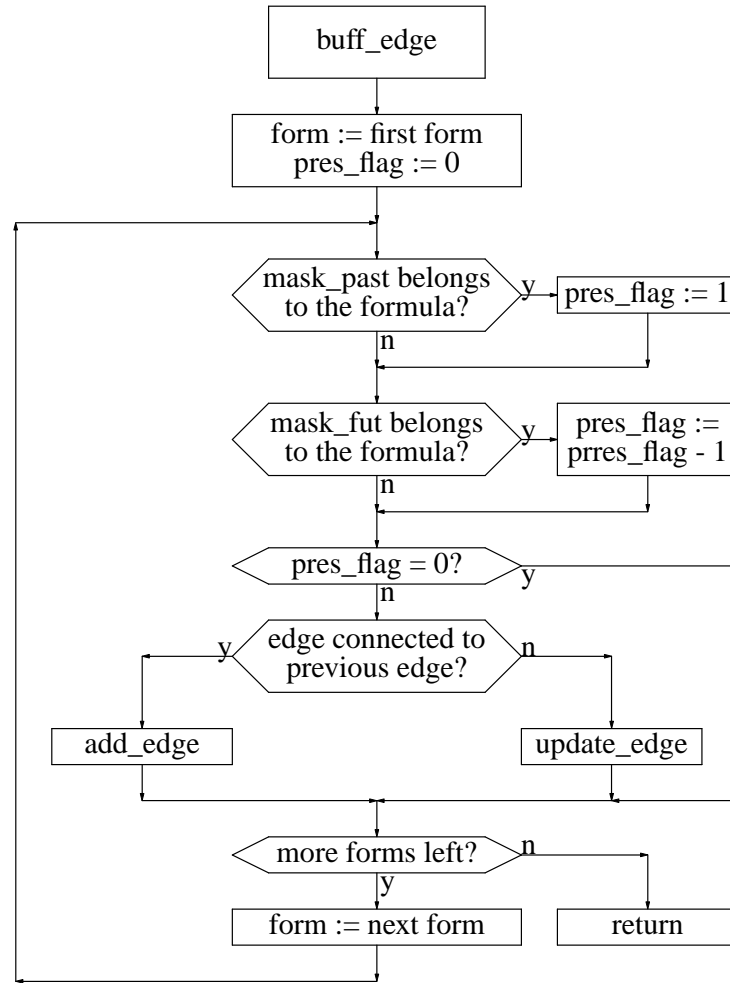 buff_edge
form := first form
pres_flag := 0
mask_past belongs
to the formula?
y
pres_flag := 1
n
mask_fut belongs
to the formula?
y
pres_flag :=
prres_flag - 1
n
pres_flag = 0?
y
n
y
edge connected to
previous edge?
n
add_edge
update_edge
more forms left?
n
y
form := next form
return